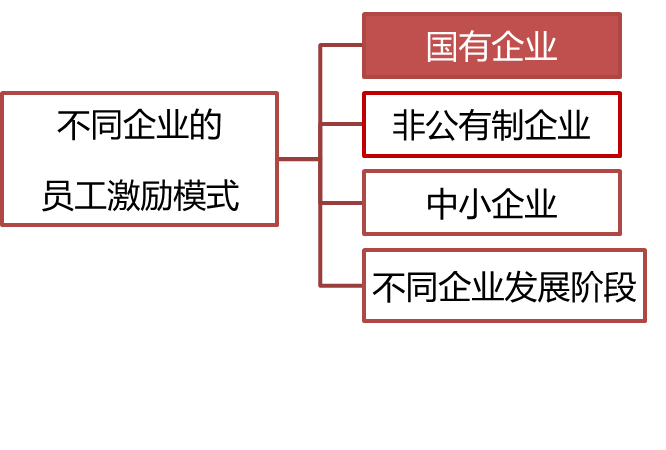 不同企业的
员工激励模式
国有企业
非公有制企业
中小企业
不同企业发展阶段